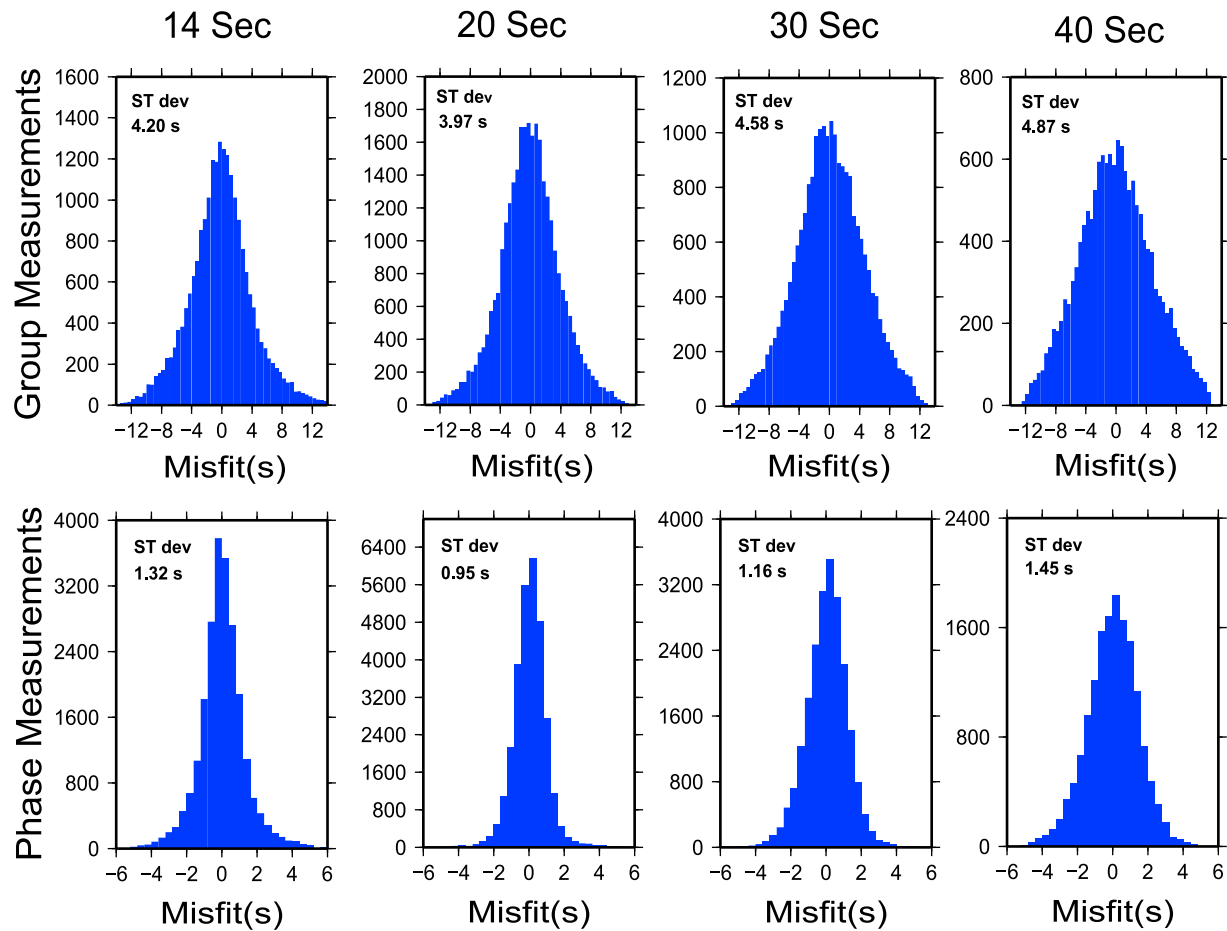 14 Sec 20 Sec 30 Sec 40 Sec
Group Measurements
1600
1400
1200
1000
800
600
400
200
0
ST dev
4.20 s
−12 −8 −4 0 4 8 12
Misfit(s)
2000
1800
1600
1400
1200
1000
800
600
400
200
0
ST dev
3.97 s
−12 −8 −4 0 4 8 12
Misfit(s)
1200
1000
800
600
400
200
0
ST dev
4.58 s
−12 −8 −4 0 4 8 12
Misfit(s)
800
600
400
200
0
ST dev
4.87 s
−12 −8 −4 0 4 8 12
Misfit(s)
Phase Measurements
4000
3200
2400
1600
800
0
ST dev
1.32 s
−6 −4 −2 0 2 4 6
Misfit(s)
6400
5600
4800
4000
3200
2400
1600
800
0
ST dev
0.95 s
−6 −4 −2 0 2 4 6
Misfit(s)
4000
3200
2400
1600
800
0
ST dev
1.16 s
−6 −4 −2 0 2 4 6
Misfit(s)
2400
1600
800
0
ST dev
1.45 s
−6 −4 −2 0 2 4 6
Misfit(s)